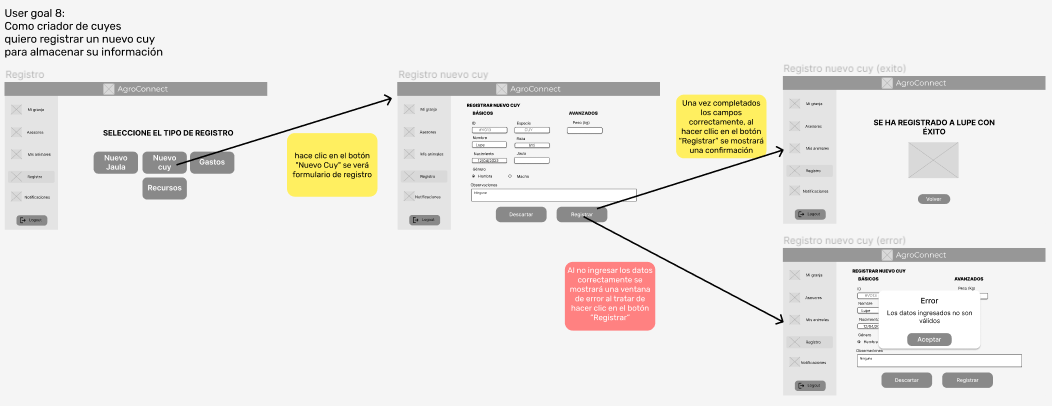 User goal 8:
Como criador de cuyes
quiero registrar un nuevo cuy
para almacenar su información
Registro
AgroConnect
Mi granja
Asesores
Mis animales
Registro
Notificaciones
Logout
SELECCIONE EL TIPO DE REGISTRO
Nuevo
Jaula
Nuevo
cuy
Gastos
Recursos
hace clic en el botón
"Nuevo Cuy" se verá
formulario de registro
Registro nuevo cuy
AgroConnect
Mi granja
Asesores
Mis animales
Registro
Notificaciones
Logout
REGISTRAR NUEVO CUY
BÁSICOS
AVANZADOS
ID
Especie
Peso (kg)
CUY
Nombre
Raza
Lupe
Nacimiento
Jaula
12/04/2023
Género
Hembra
Macho
Observaciones
Ninguna
Descartar
Registrar
Una vez completados
los campos
correctamente, al
hacer clic en el botón
"Registrar" se mostrará
una confirmación
Al no ingresar los datos
correctamente se
mostrará una ventana
de error al tratar de
hacer clic en el botón
"Registrar"
Registro nuevo cuy (exito)
AgroConnect
Mi granja
Asesores
Mis animales
Registro
Notificaciones
Logout
SE HA REGISTRADO A LUPE CON
ÉXITO
Volver
Registro nuevo cuy (error)
AgroConnect
Mi granja
Asesores
Mis animales
Registro
Notificaciones
Logout
REGISTRAR NUEVO CUY
BÁSICOS
AVANZADOS
ID
Peso (kg)
Nombre
Lupe
Nacimiento
Género
Hembra
Observaciones
Ninguna
Error
Los datos ingresados no son
válidos
Aceptar
Descartar
Registrar